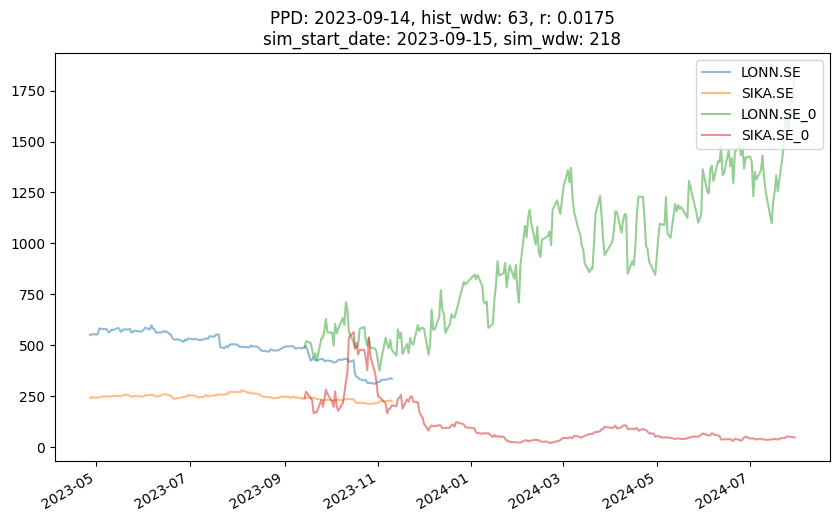 PPD: 2023-09-14, hist_wdw: 63, r: 0.0175
sim_start_date: 2023-09-15, sim_wdw: 218
LONN.SE
SIKA.SE
LONN.SE_0
SIKA.SE_0
1750
1500
1250
1000
750
500
250
0
2023-05
2023-07
2023-09
2023-11
2024-01
2024-03
2024-05
2024-07